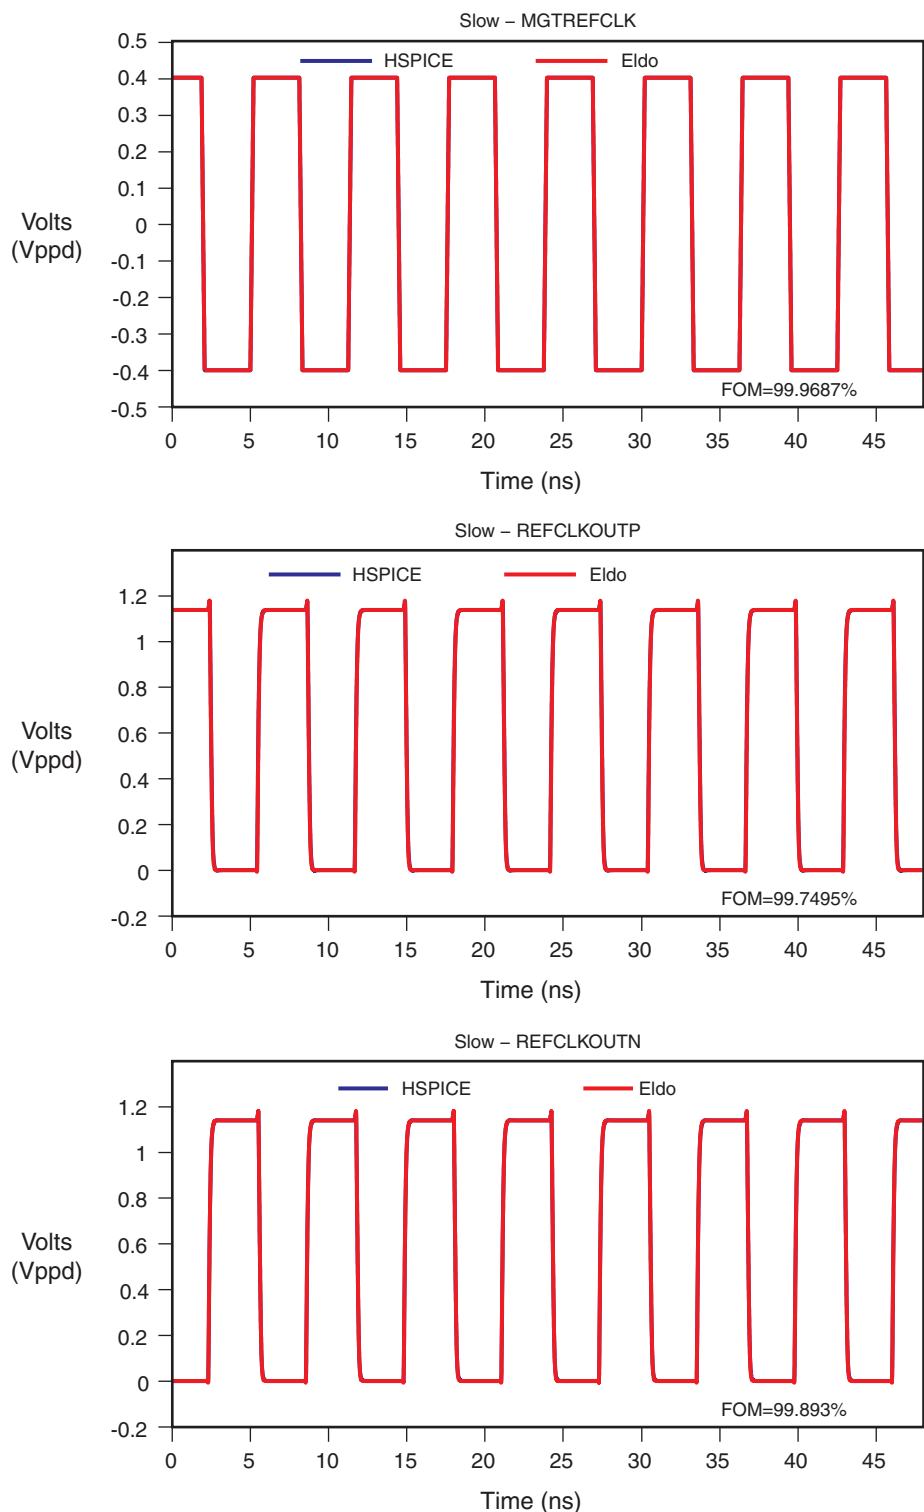 Slow – MGTREFCLK
HSPICE
Eldo
0.5
0.4
0.3
0.2
0.1
0
-0.1
-0.2
-0.3
-0.4
-0.5
Volts
(Vppd)
FOM=99.9687%
0 5 10 15 20 25 30 35 40 45
Time (ns)
Slow – REFCLKOUTP
HSPICE
Eldo
1.2
1
0.8
0.6
0.4
0.2
0
-0.2
Volts
(Vppd)
FOM=99.7495%
0 5 10 15 20 25 30 35 40 45
Time (ns)
Slow – REFCLKOUTN
HSPICE
Eldo
1.2
1
0.8
0.6
0.4
0.2
0
-0.2
Volts
(Vppd)
FOM=99.893%
0 5 10 15 20 25 30 35 40 45
Time (ns)